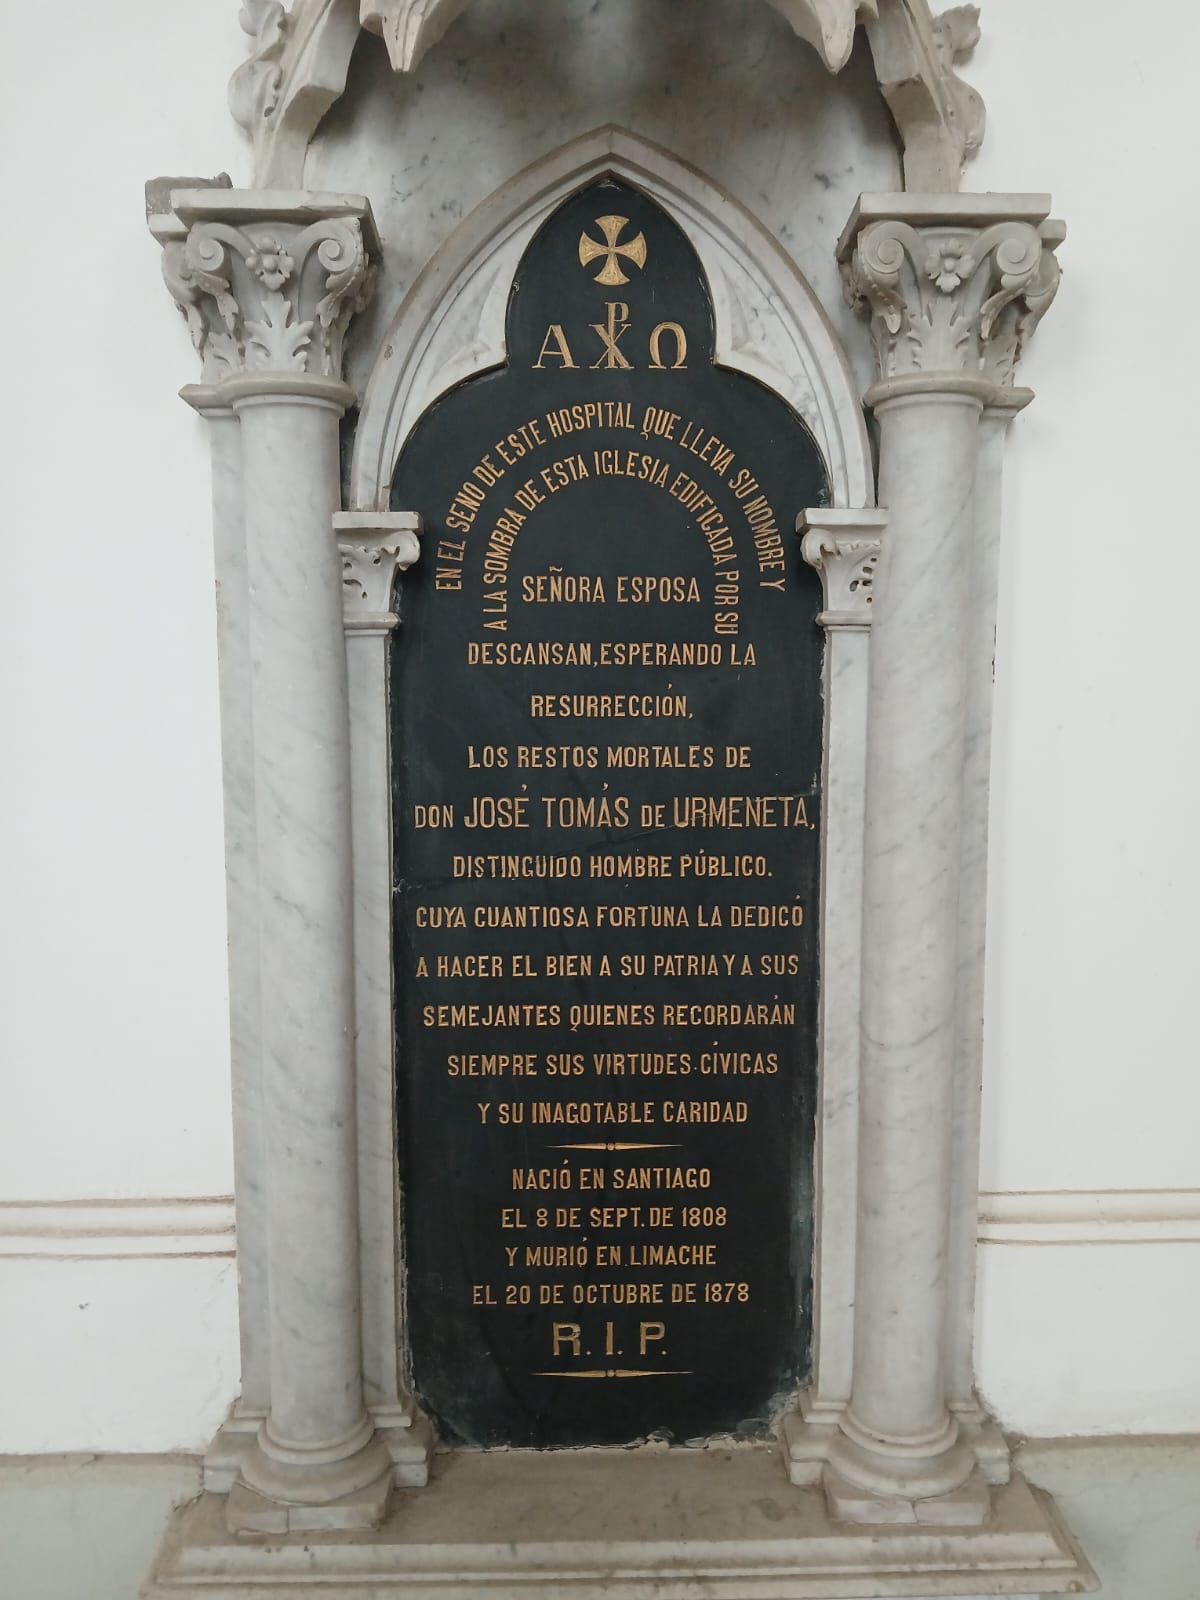 Α ☧ Ω
EN EL SENO DE ESTE HOSPITAL QUE LLEVA SU NOMBRE Y
A LA SOMBRA DE ESTA IGLESIA EDIFICADA POR SU
SEÑORA ESPOSA
DESCANSAN, ESPERANDO LA
RESURRECCIÓN,
LOS RESTOS MORTALES DE
DON JOSÉ TOMÁS DE URMENETA,
DISTINGUIDO HOMBRE PÚBLICO.
CUYA CUANTIOSA FORTUNA LA DEDICÓ
A HACER EL BIEN A SU PATRIA Y A SUS
SEMEJANTES QUIENES RECORDARÁN
SIEMPRE SUS VIRTUDES CÍVICAS
Y SU INAGOTABLE CARIDAD
NACIÓ EN SANTIAGO
EL 8 DE SEPT. DE 1808
Y MURIÓ EN LIMACHE
EL 20 DE OCTUBRE DE 1878
R. I. P.